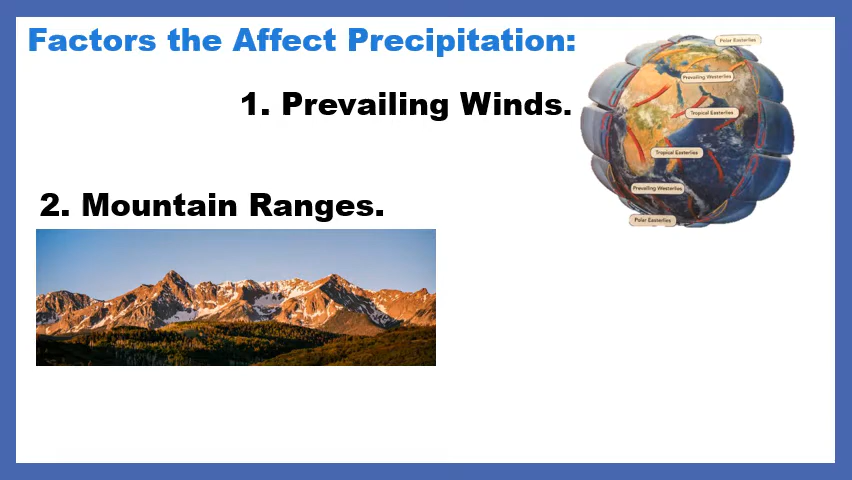 Factors the Affect Precipitation:
Polar Easterlies
Prevailing Westerlies
1. Prevailing Winds.
Tropical Easterlies
Tropical Easterlies
Prevailing Westerlies
2. Mountain Ranges.
Polar Easterlies